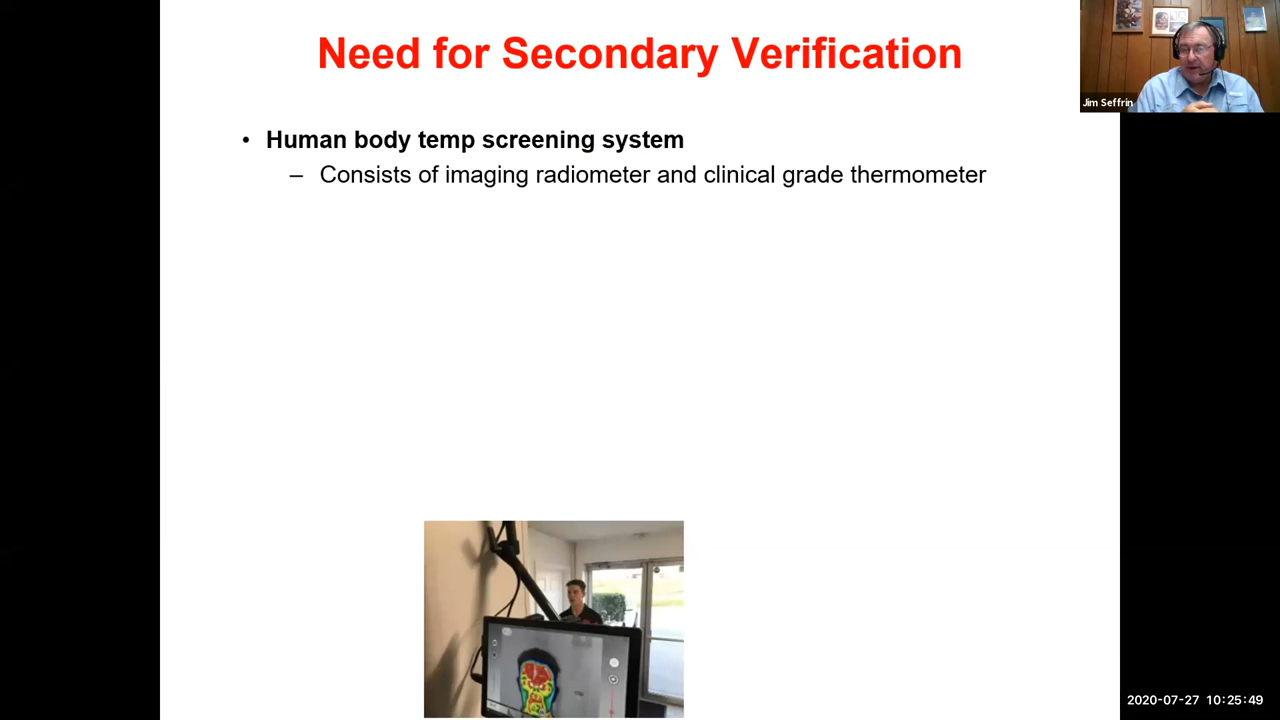 Need for Secondary Verification
Jim Seffrin
• Human body temp screening system
– Consists of imaging radiometer and clinical grade thermometer
2020-07-27 10:25:49